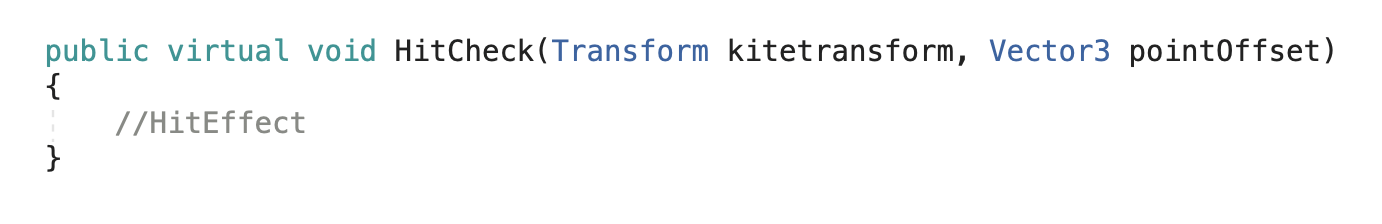 public virtual void HitCheck(Transform kitetransform, Vector3 pointOffset)
{
    //HitEffect
}